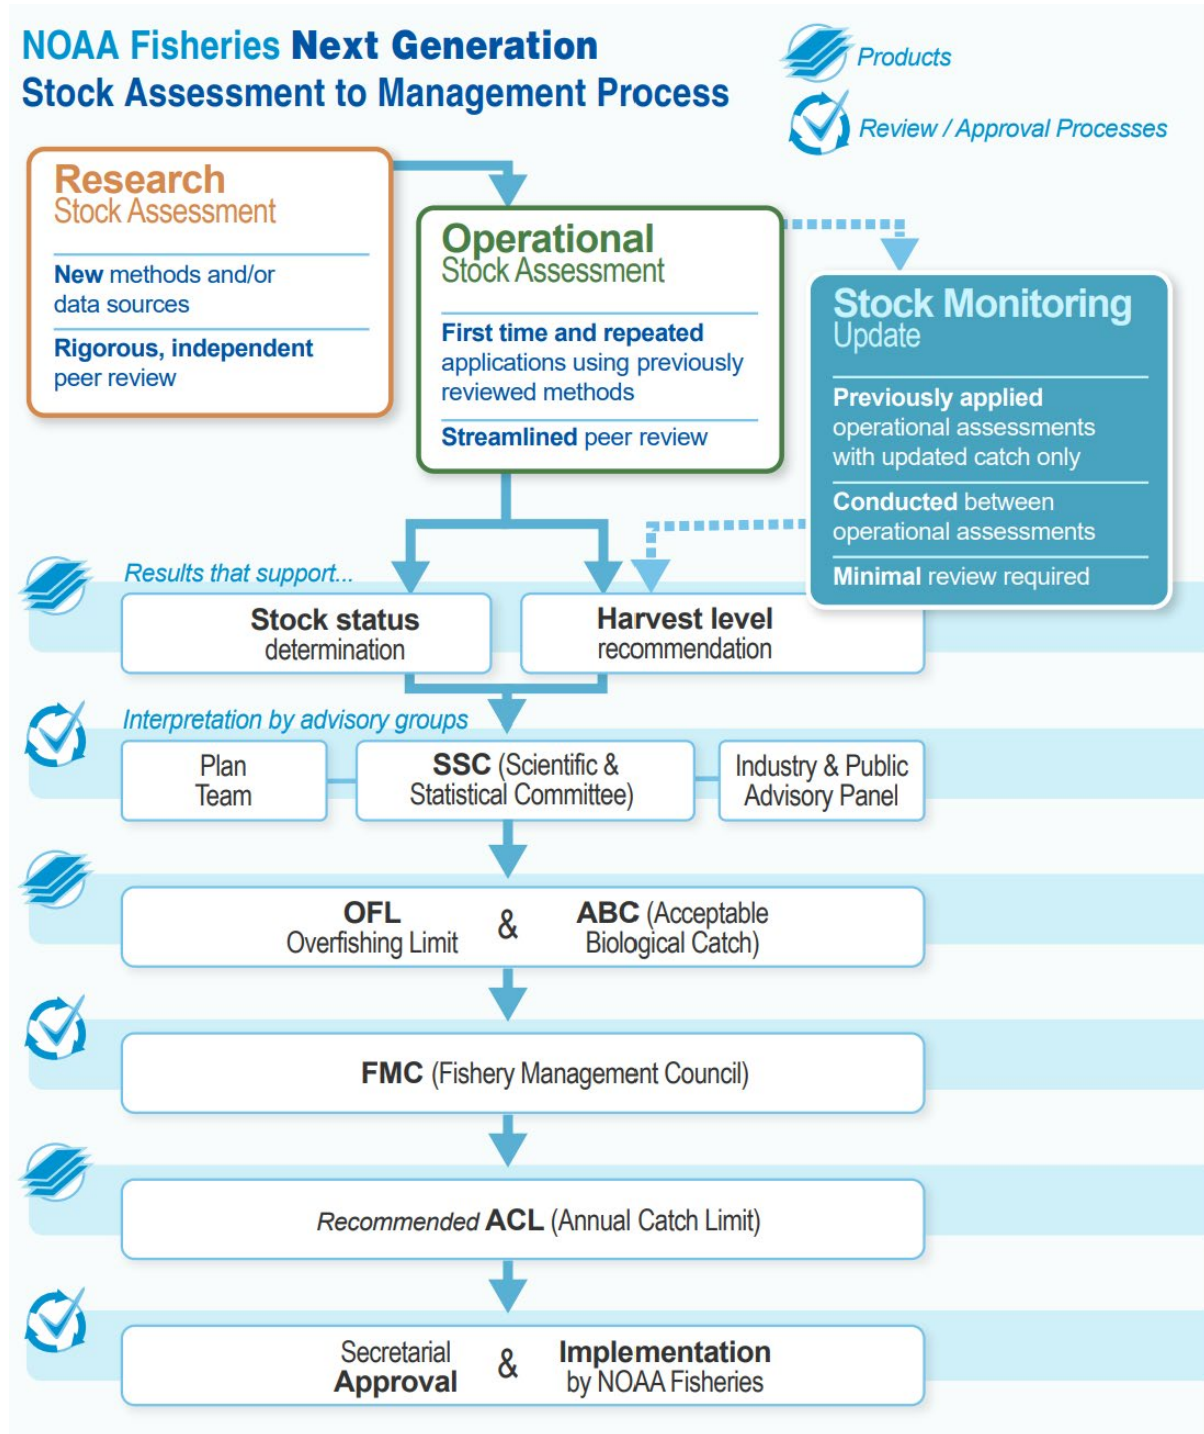 NOAA Fisheries Next Generation
Stock Assessment to Management Process
Products
Review / Approval Processes
Research
Stock Assessment
New methods and/or
data sources
Rigorous, independent
peer review
Operational
Stock Assessment
First time and repeated
applications using previously
reviewed methods
Streamlined peer review
Stock Monitoring
Update
Previously applied
operational assessments
with updated catch only
Conducted between
operational assessments
Minimal review required
Results that support...
Stock status
determination
Harvest level
recommendation
Interpretation by advisory groups
Plan
Team
SSC (Scientific &
Statistical Committee)
Industry & Public
Advisory Panel
OFL
Overfishing Limit
&
ABC (Acceptable
Biological Catch)
FMC (Fishery Management Council)
Recommended ACL (Annual Catch Limit)
Secretarial
Approval
&
Implementation
by NOAA Fisheries